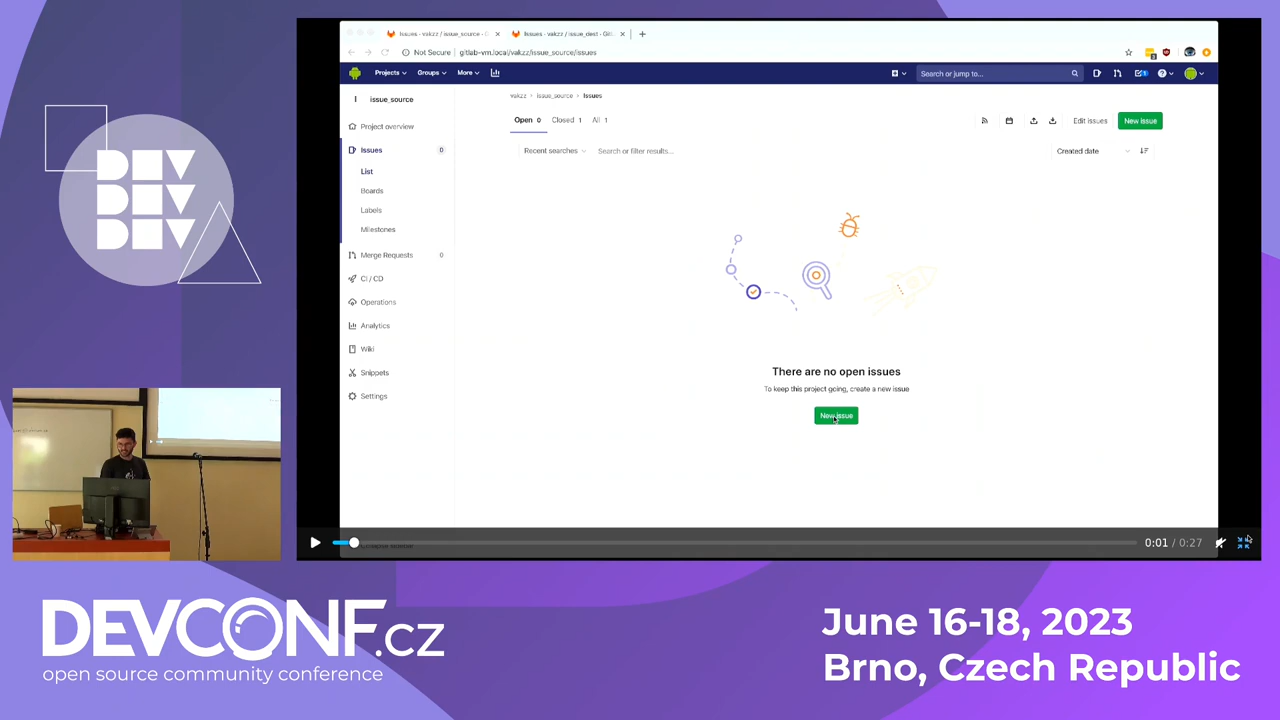 DEV
DEV
DEV
Issues · vakzz / issue_source · G
Issues · vakzz / issue_dest · GitL
Not Secure
gitlab-vm.local/vakzz/issue_source/issues
Projects
Groups
More
Search or jump to...
issue_source
Project overview
Issues
0
List
Boards
Labels
Milestones
Merge Requests
0
CI / CD
Operations
Analytics
Wiki
Snippets
Settings
vakzz > issue_source > Issues
Open 0
Closed 1
All 1
Edit issues
New issue
Recent searches
Search or filter results...
Created date
There are no open issues
To keep this project going, create a new issue
New issue
0:01 / 0:27
DEVCONF.cz
open source community conference
June 16-18, 2023
Brno, Czech Republic